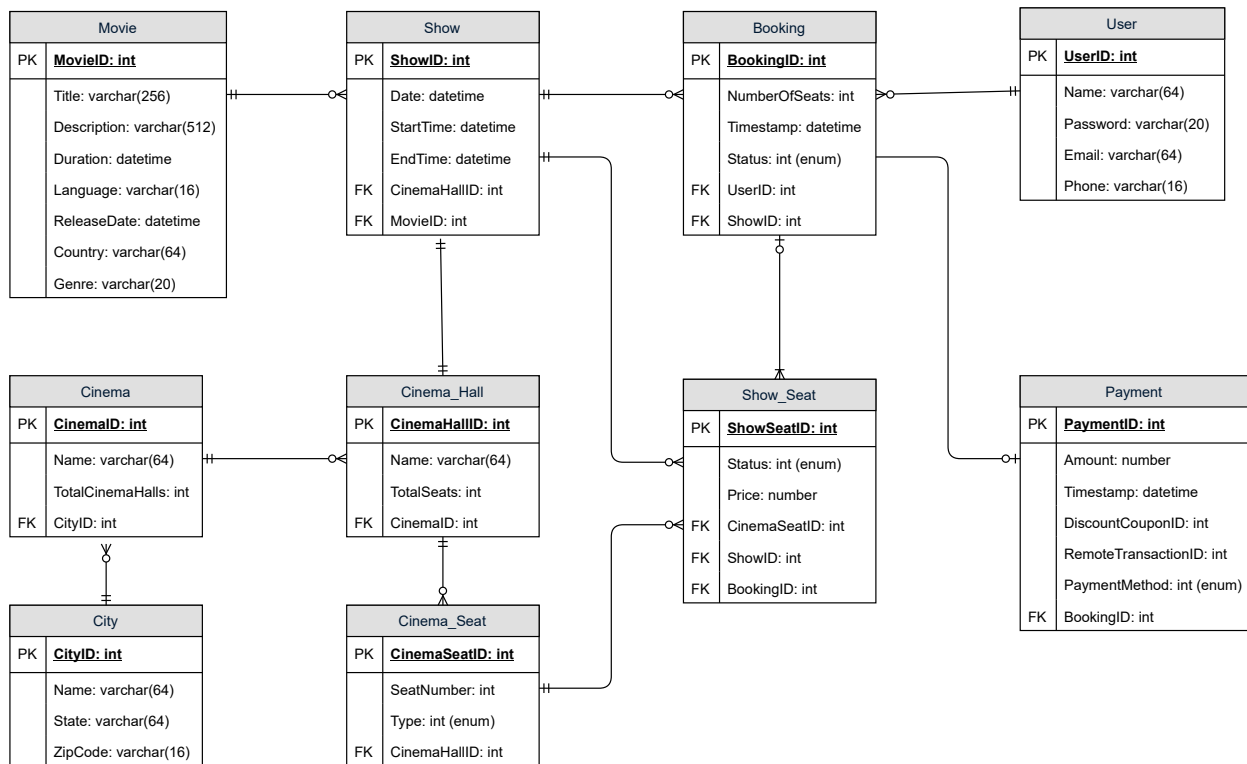 Movie
PK MovieID: int
Title: varchar(256)
Description: varchar(512)
Duration: datetime
Language: varchar(16)
ReleaseDate: datetime
Country: varchar(64)
Genre: varchar(20)
Show
PK ShowID: int
Date: datetime
StartTime: datetime
EndTime: datetime
FK CinemaHallID: int
FK MovieID: int
Booking
PK BookingID: int
NumberOfSeats: int
Timestamp: datetime
Status: int (enum)
FK UserID: int
FK ShowID: int
User
PK UserID: int
Name: varchar(64)
Password: varchar(20)
Email: varchar(64)
Phone: varchar(16)
Cinema
PK CinemaID: int
Name: varchar(64)
TotalCinemaHalls: int
FK CityID: int
Cinema_Hall
PK CinemaHallID: int
Name: varchar(64)
TotalSeats: int
FK CinemaID: int
Show_Seat
PK ShowSeatID: int
Status: int (enum)
Price: number
FK CinemaSeatID: int
FK ShowID: int
FK BookingID: int
Payment
PK PaymentID: int
Amount: number
Timestamp: datetime
DiscountCouponID: int
RemoteTransactionID: int
PaymentMethod: int (enum)
FK BookingID: int
City
PK CityID: int
Name: varchar(64)
State: varchar(64)
ZipCode: varchar(16)
Cinema_Seat
PK CinemaSeatID: int
SeatNumber: int
Type: int (enum)
FK CinemaHallID: int